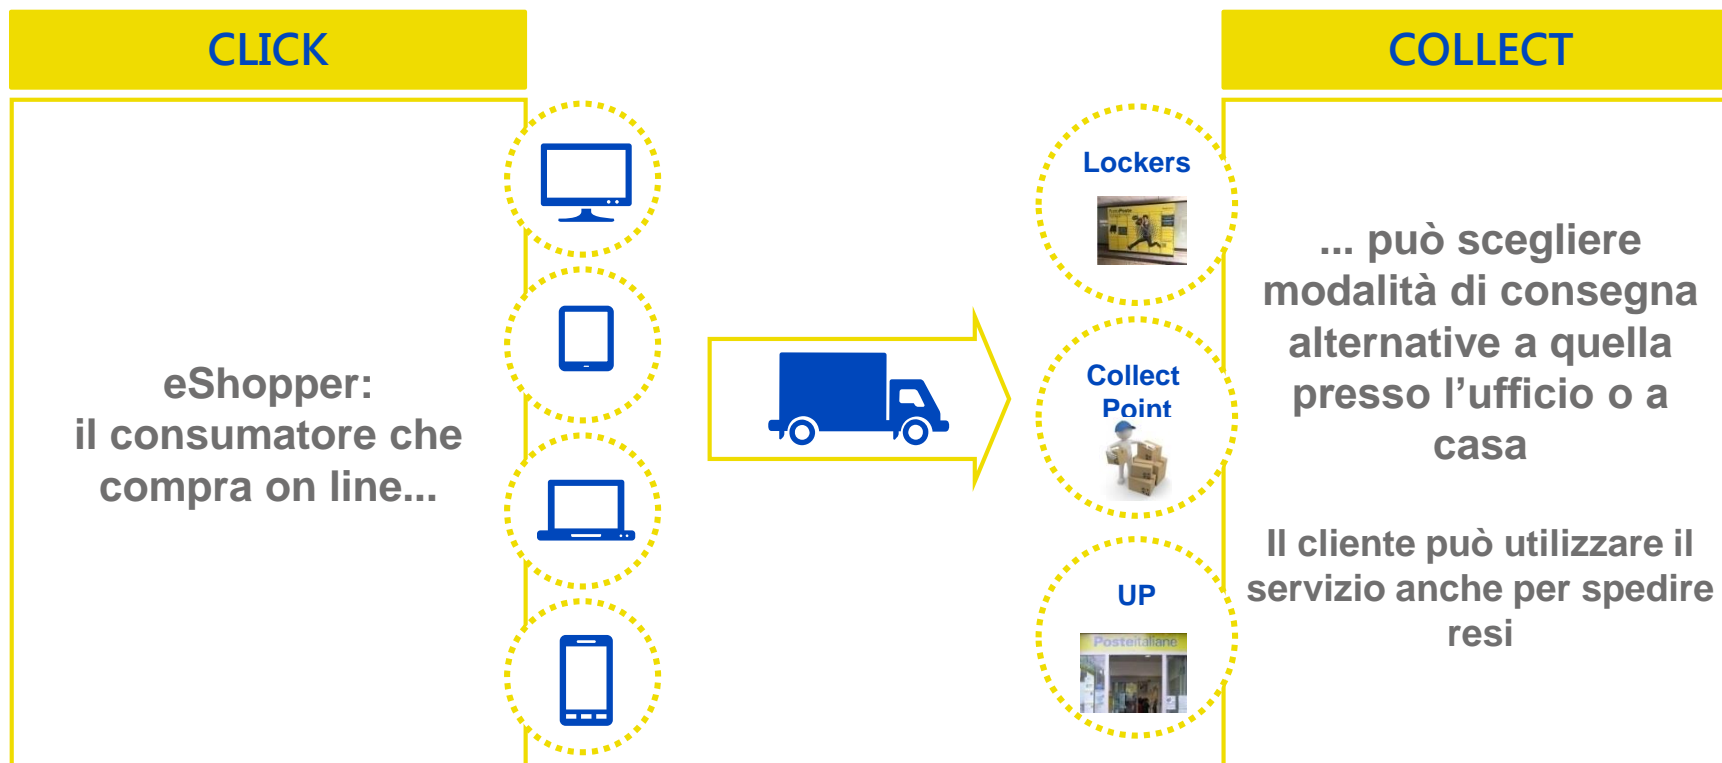 CLICK
COLLECT
eShopper:
il consumatore che
compra on line...
Lockers
Collect
Point
UP
Posteitaliane
... può scegliere
modalità di consegna
alternative a quella
presso l’ufficio o a
casa
Il cliente può utilizzare il
servizio anche per spedire
resi